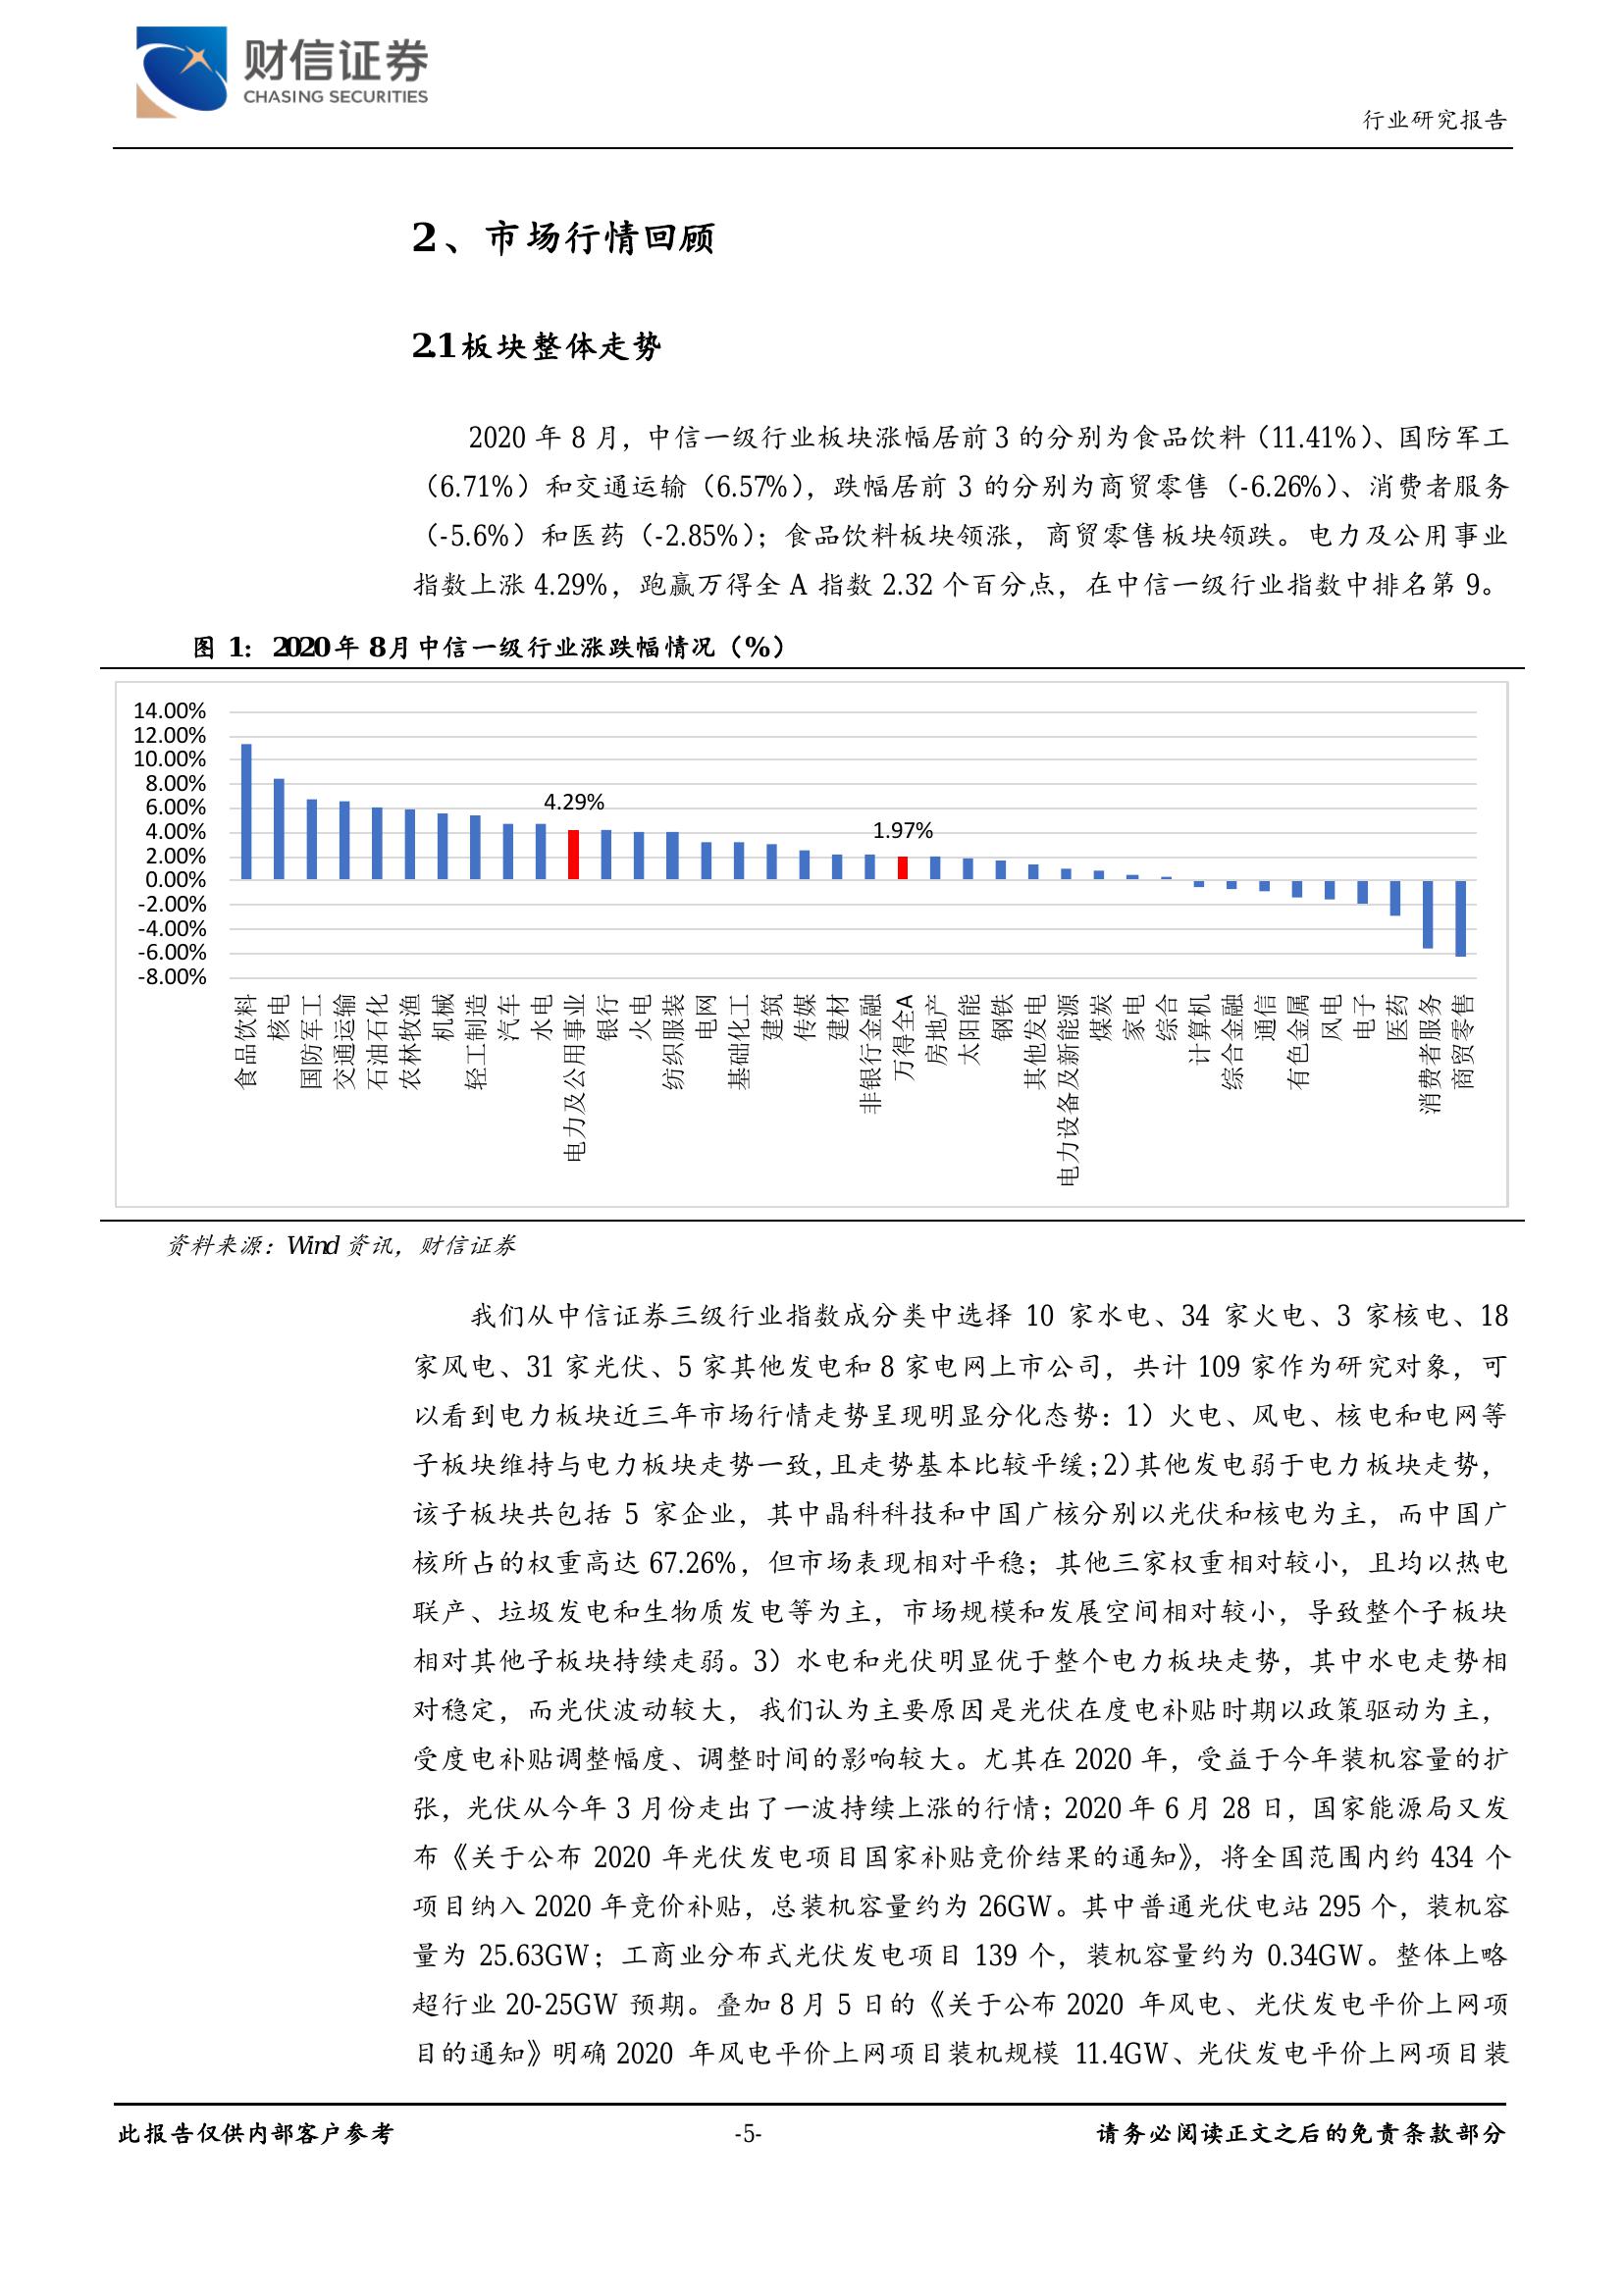 财信证券
CHASING SECURITIES
行业研究报告
2、市场行情回顾
2.1 板块整体走势
2020 年 8 月，中信一级行业板块涨幅居前 3 的分别为食品饮料（11.41%）、国防军工
（6.71%）和交通运输（6.57%），跌幅居前 3 的分别为商贸零售（-6.26%）、消费者服务
（-5.6%）和医药（-2.85%）；食品饮料板块领涨，商贸零售板块领跌。电力及公用事业
指数上涨 4.29%，跑赢万得全 A 指数 2.32 个百分点，在中信一级行业指数中排名第 9。
图 1：2020 年 8 月中信一级行业涨跌幅情况（%）
14.00%
12.00%
10.00%
8.00%
6.00%
4.00%
2.00%
0.00%
-2.00%
-4.00%
-6.00%
-8.00%
4.29%
1.97%
食品饮料
核电
国防军工
交通运输
石油石化
农林牧渔
机械
轻工制造
汽车
水电
电力及公用事业
银行
火电
纺织服装
电网
基础化工
建筑
传媒
建材
非银行金融
万得全A
房地产
太阳能
钢铁
其他发电
电力设备及新能源
煤炭
家电
综合
计算机
综合金融
通信
有色金属
风电
电子
医药
消费者服务
商贸零售
资料来源：Wind 资讯，财信证券
我们从中信证券三级行业指数成分类中选择 10 家水电、34 家火电、3 家核电、18
家风电、31 家光伏、5 家其他发电和 8 家电网上市公司，共计 109 家作为研究对象，可
以看到电力板块近三年市场行情走势呈现明显分化态势：1）火电、风电、核电和电网等
子板块维持与电力板块走势一致，且走势基本比较平缓；2）其他发电弱于电力板块走势，
该子板块共包括 5 家企业，其中晶科科技和中国广核分别以光伏和核电为主，而中国广
核所占的权重高达 67.26%，但市场表现相对平稳；其他三家权重相对较小，且均以热电
联产、垃圾发电和生物质发电等为主，市场规模和发展空间相对较小，导致整个子板块
相对其他子板块持续走弱。3）水电和光伏明显优于整个电力板块走势，其中水电走势相
对稳定，而光伏波动较大，我们认为主要原因是光伏在度电补贴时期以政策驱动为主，
受度电补贴调整幅度、调整时间的影响较大。尤其在 2020 年，受益于今年装机容量的扩
张，光伏从今年 3 月份走出了一波持续上涨的行情；2020 年 6 月 28 日，国家能源局又发
布《关于公布 2020 年光伏发电项目国家补贴竞价结果的通知》，将全国范围内约 434 个
项目纳入 2020 年竞价补贴，总装机容量约为 26GW。其中普通光伏电站 295 个，装机容
量为 25.63GW；工商业分布式光伏发电项目 139 个，装机容量约为 0.34GW。整体上略
超行业 20-25GW 预期。叠加 8 月 5 日的《关于公布 2020 年风电、光伏发电平价上网项
目的通知》明确 2020 年风电平价上网项目装机规模 11.4GW、光伏发电平价上网项目装
此报告仅供内部客户参考
-5-
请务必阅读正文之后的免责条款部分